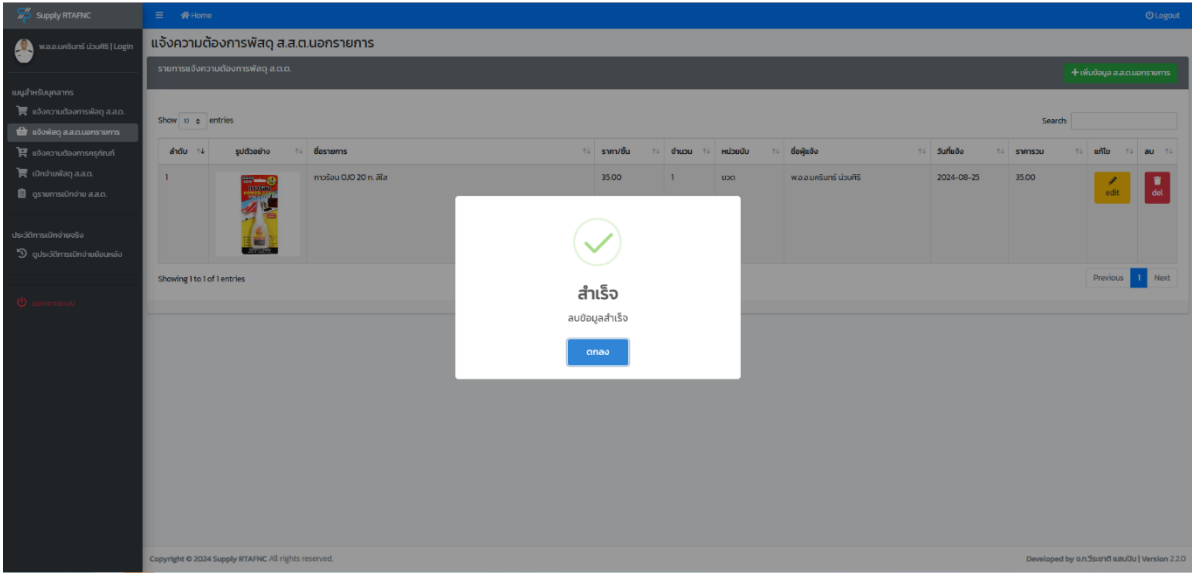 Supply RTAFNC
Home
Logout
พ.อ.อ.นครินทร์ น่วมศิริ | Login
แจ้งความต้องการพัสดุ ส.ส.ต.นอกรายการ
รายการแจ้งความต้องการพัสดุ ส.ต.ต.
เพิ่มข้อมูล ส.ส.ต.นอกรายการ
เมนูสำหรับบุคลากร
แจ้งความต้องการพัสดุ ส.ส.ต.
แจ้งพัสดุ ส.ส.ต.นอกรายการ
แจ้งความต้องการครุภัณฑ์
เบิกจ่ายพัสดุ ส.ส.ต.
ดูรายการเบิกจ่าย ส.ส.ต.
ประวัติการเบิกจ่ายจริง
ดูประวัติการเบิกจ่ายย้อนหลัง
ออกจากระบบ
Show 10 entries
Search:
ลำดับ รูปตัวอย่าง ชื่อรายการ ราคา/ชิ้น จำนวน หน่วยนับ ชื่อผู้แจ้ง วันที่แจ้ง ราคารวม แก้ไข ลบ
1 กาวร้อน OJO 20 ก. สีใส 35.00 1 ขวด พ.อ.อ.นครินทร์ น่วมศิริ 2024-08-25 35.00 edit del
กาวร้อน
Showing 1 to 1 of 1 entries
Previous 1 Next
สำเร็จ
ลบข้อมูลสำเร็จ
ตกลง
Copyright © 2024 Supply RTAFNC All rights reserved.
Developed by จ.ท.วีระชาติ แสนปัน | Version 2.2.0